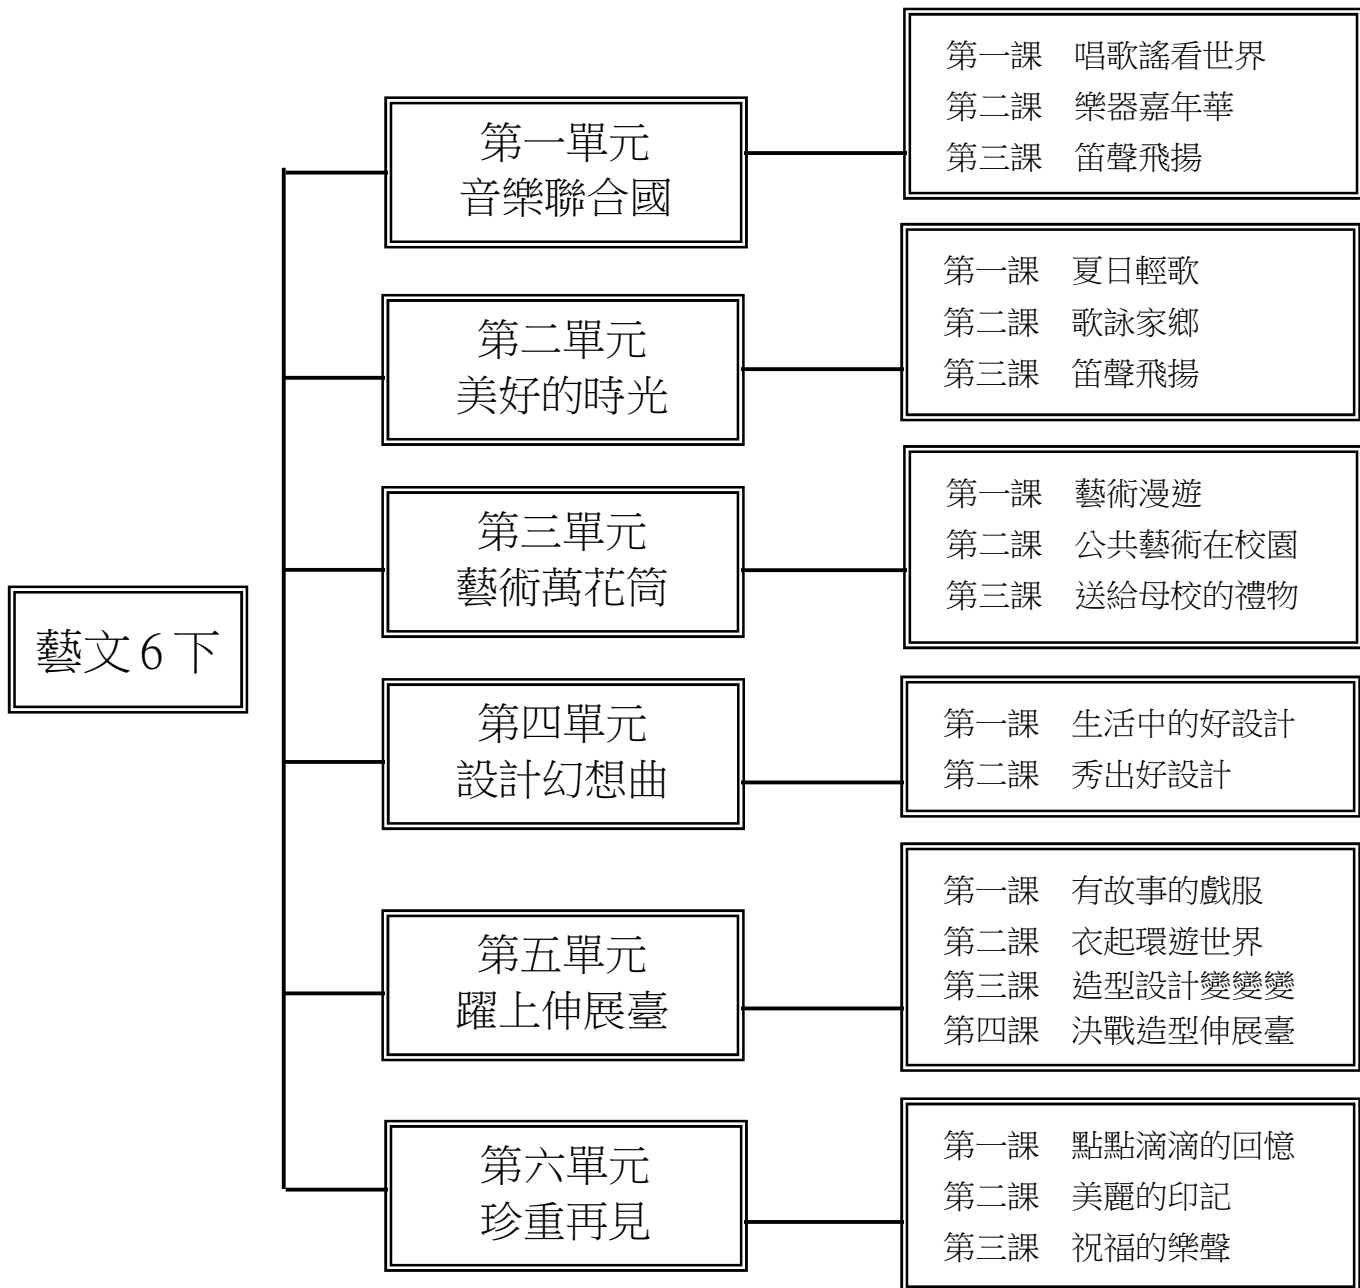 藝文6下
第一單元
音樂聯合國
第一課　唱歌謠看世界
第二課　樂器嘉年華
第三課　笛聲飛揚
第二單元
美好的時光
第一課　夏日輕歌
第二課　歌詠家鄉
第三課　笛聲飛揚
第三單元
藝術萬花筒
第一課　藝術漫遊
第二課　公共藝術在校園
第三課　送給母校的禮物
第四單元
設計幻想曲
第一課　生活中的好設計
第二課　秀出好設計
第五單元
躍上伸展臺
第一課　有故事的戲服
第二課　衣起環遊世界
第三課　造型設計變變變
第四課　決戰造型伸展臺
第六單元
珍重再見
第一課　點點滴滴的回憶
第二課　美麗的印記
第三課　祝福的樂聲